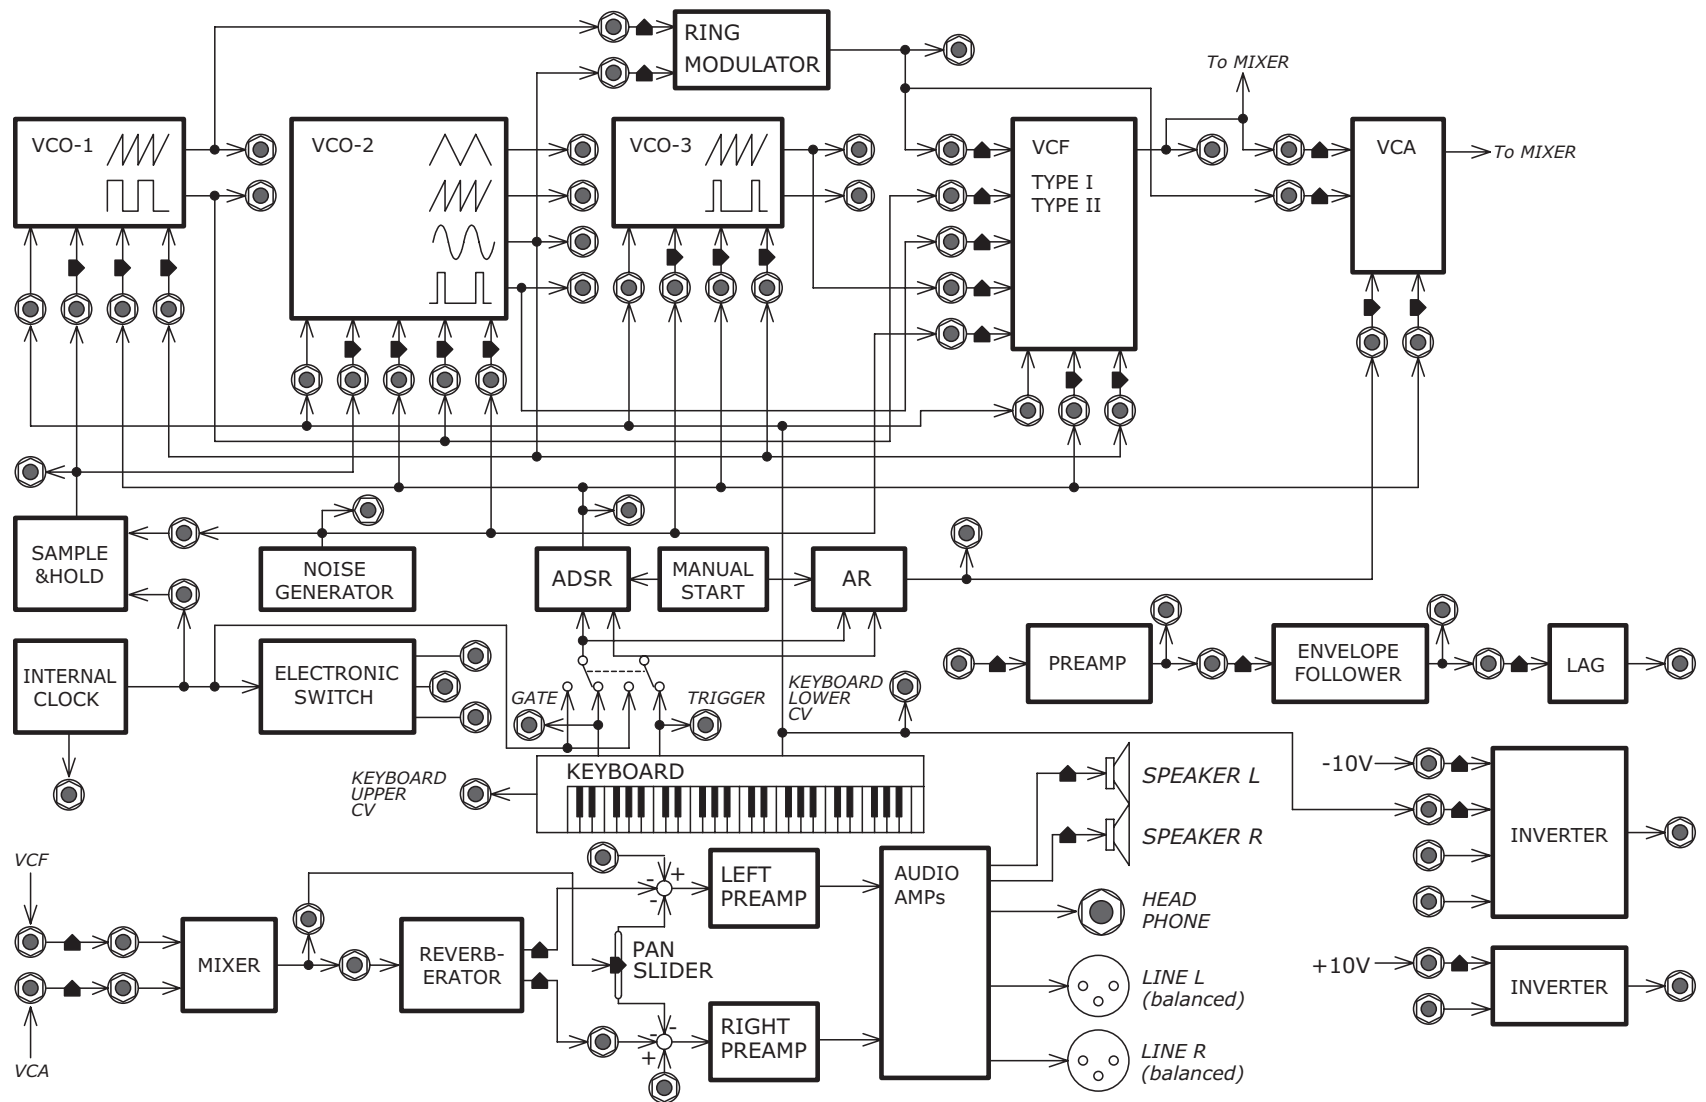 RING
MODULATOR
To MIXER
VCO-1
VCO-2
VCO-3
VCF
TYPE I
TYPE II
VCA
To MIXER
SAMPLE
&HOLD
NOISE
GENERATOR
ADSR
MANUAL
START
AR
INTERNAL
CLOCK
ELECTRONIC
SWITCH
GATE
TRIGGER
KEYBOARD
LOWER
CV
PREAMP
ENVELOPE
FOLLOWER
LAG
KEYBOARD
UPPER
CV
KEYBOARD
SPEAKER L
SPEAKER R
-10V
INVERTER
VCF
MIXER
REVERB-
ERATOR
- +
-
LEFT
PREAMP
PAN
SLIDER
AUDIO
AMPs
HEAD
PHONE
+10V
INVERTER
LINE L
(balanced)
- -
+
RIGHT
PREAMP
LINE R
(balanced)
VCA